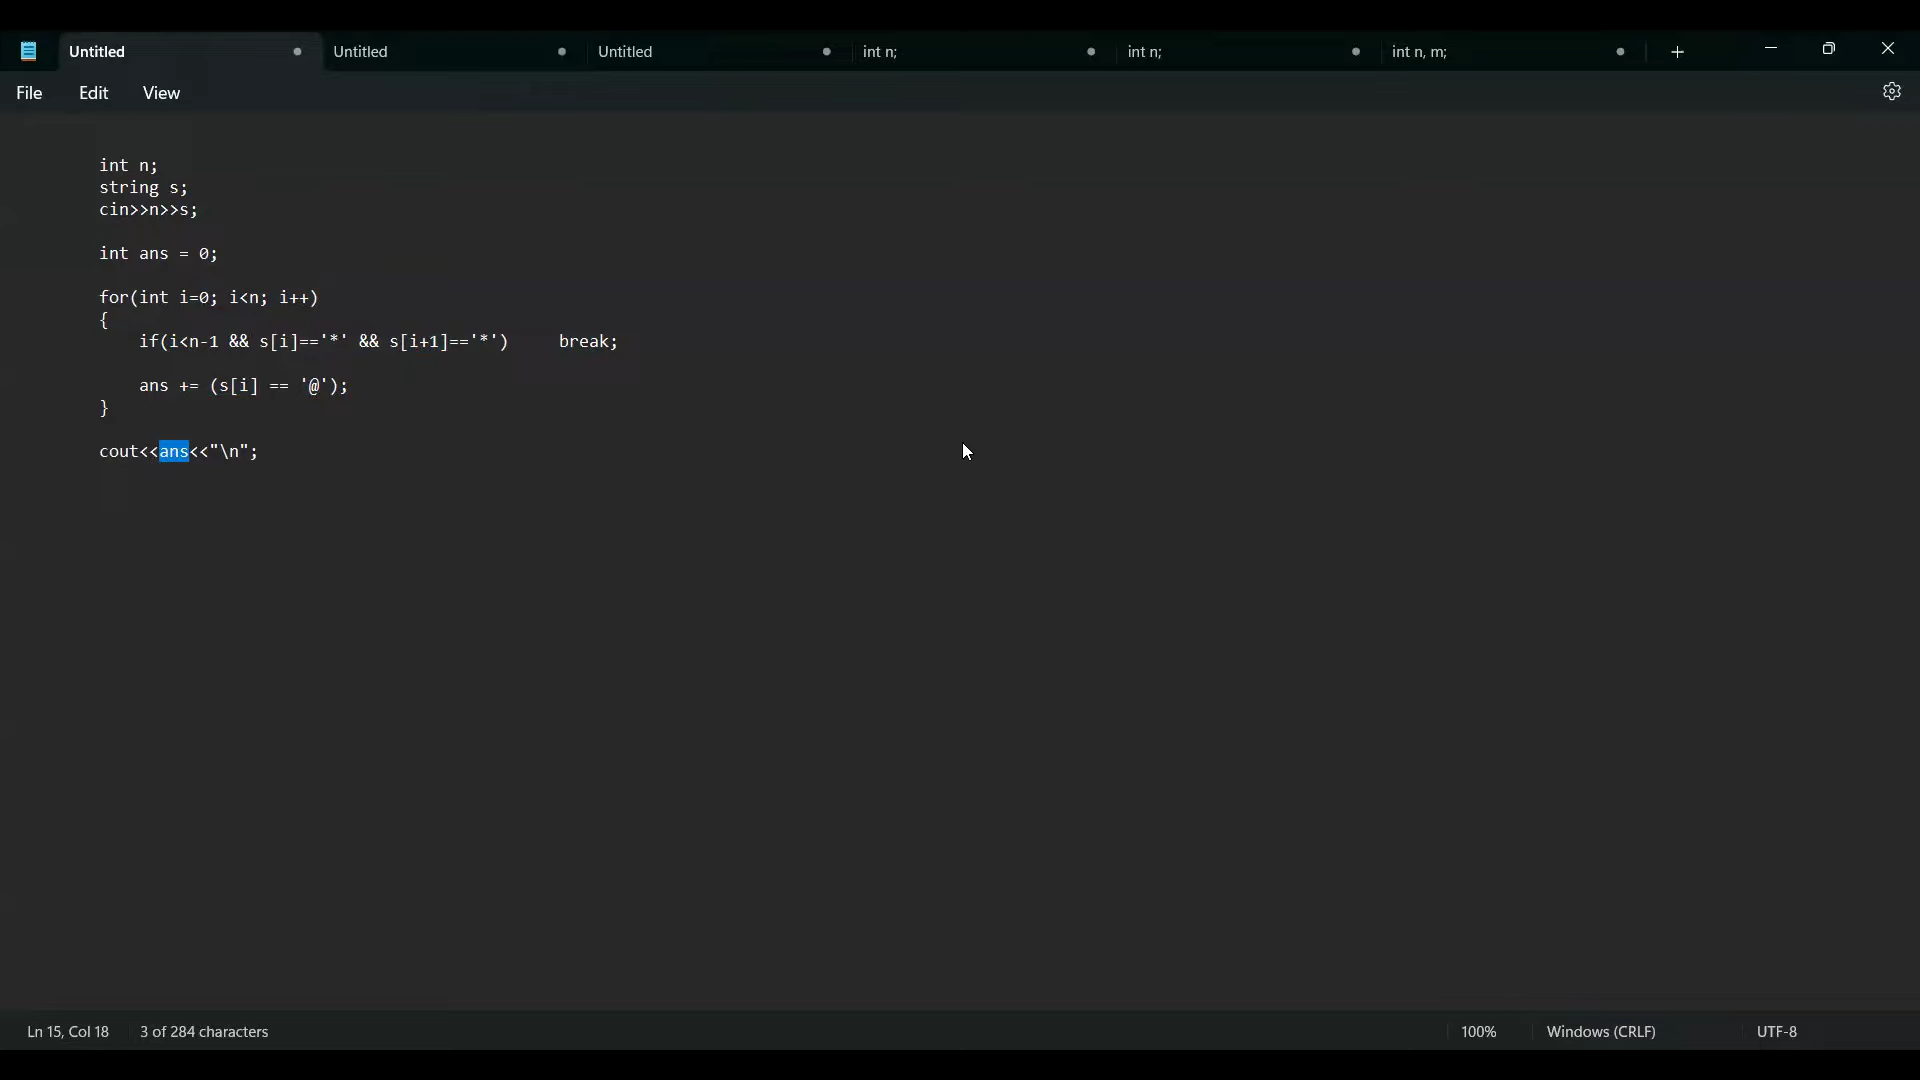 Untitled
Untitled
Untitled
int n;
int n;
int n, m;
File Edit View
int n;
string s;
cin>>n>>s;
int ans = 0;
for(int i=0; i<n; i++)
{
if(i<n-1 && s[i]=='*' && s[i+1]=='*') break;
ans += (s[i] == '@');
}
cout<<ans<<"\n";
Ln 15, Col 18 3 of 284 characters 100% Windows (CRLF) UTF-8